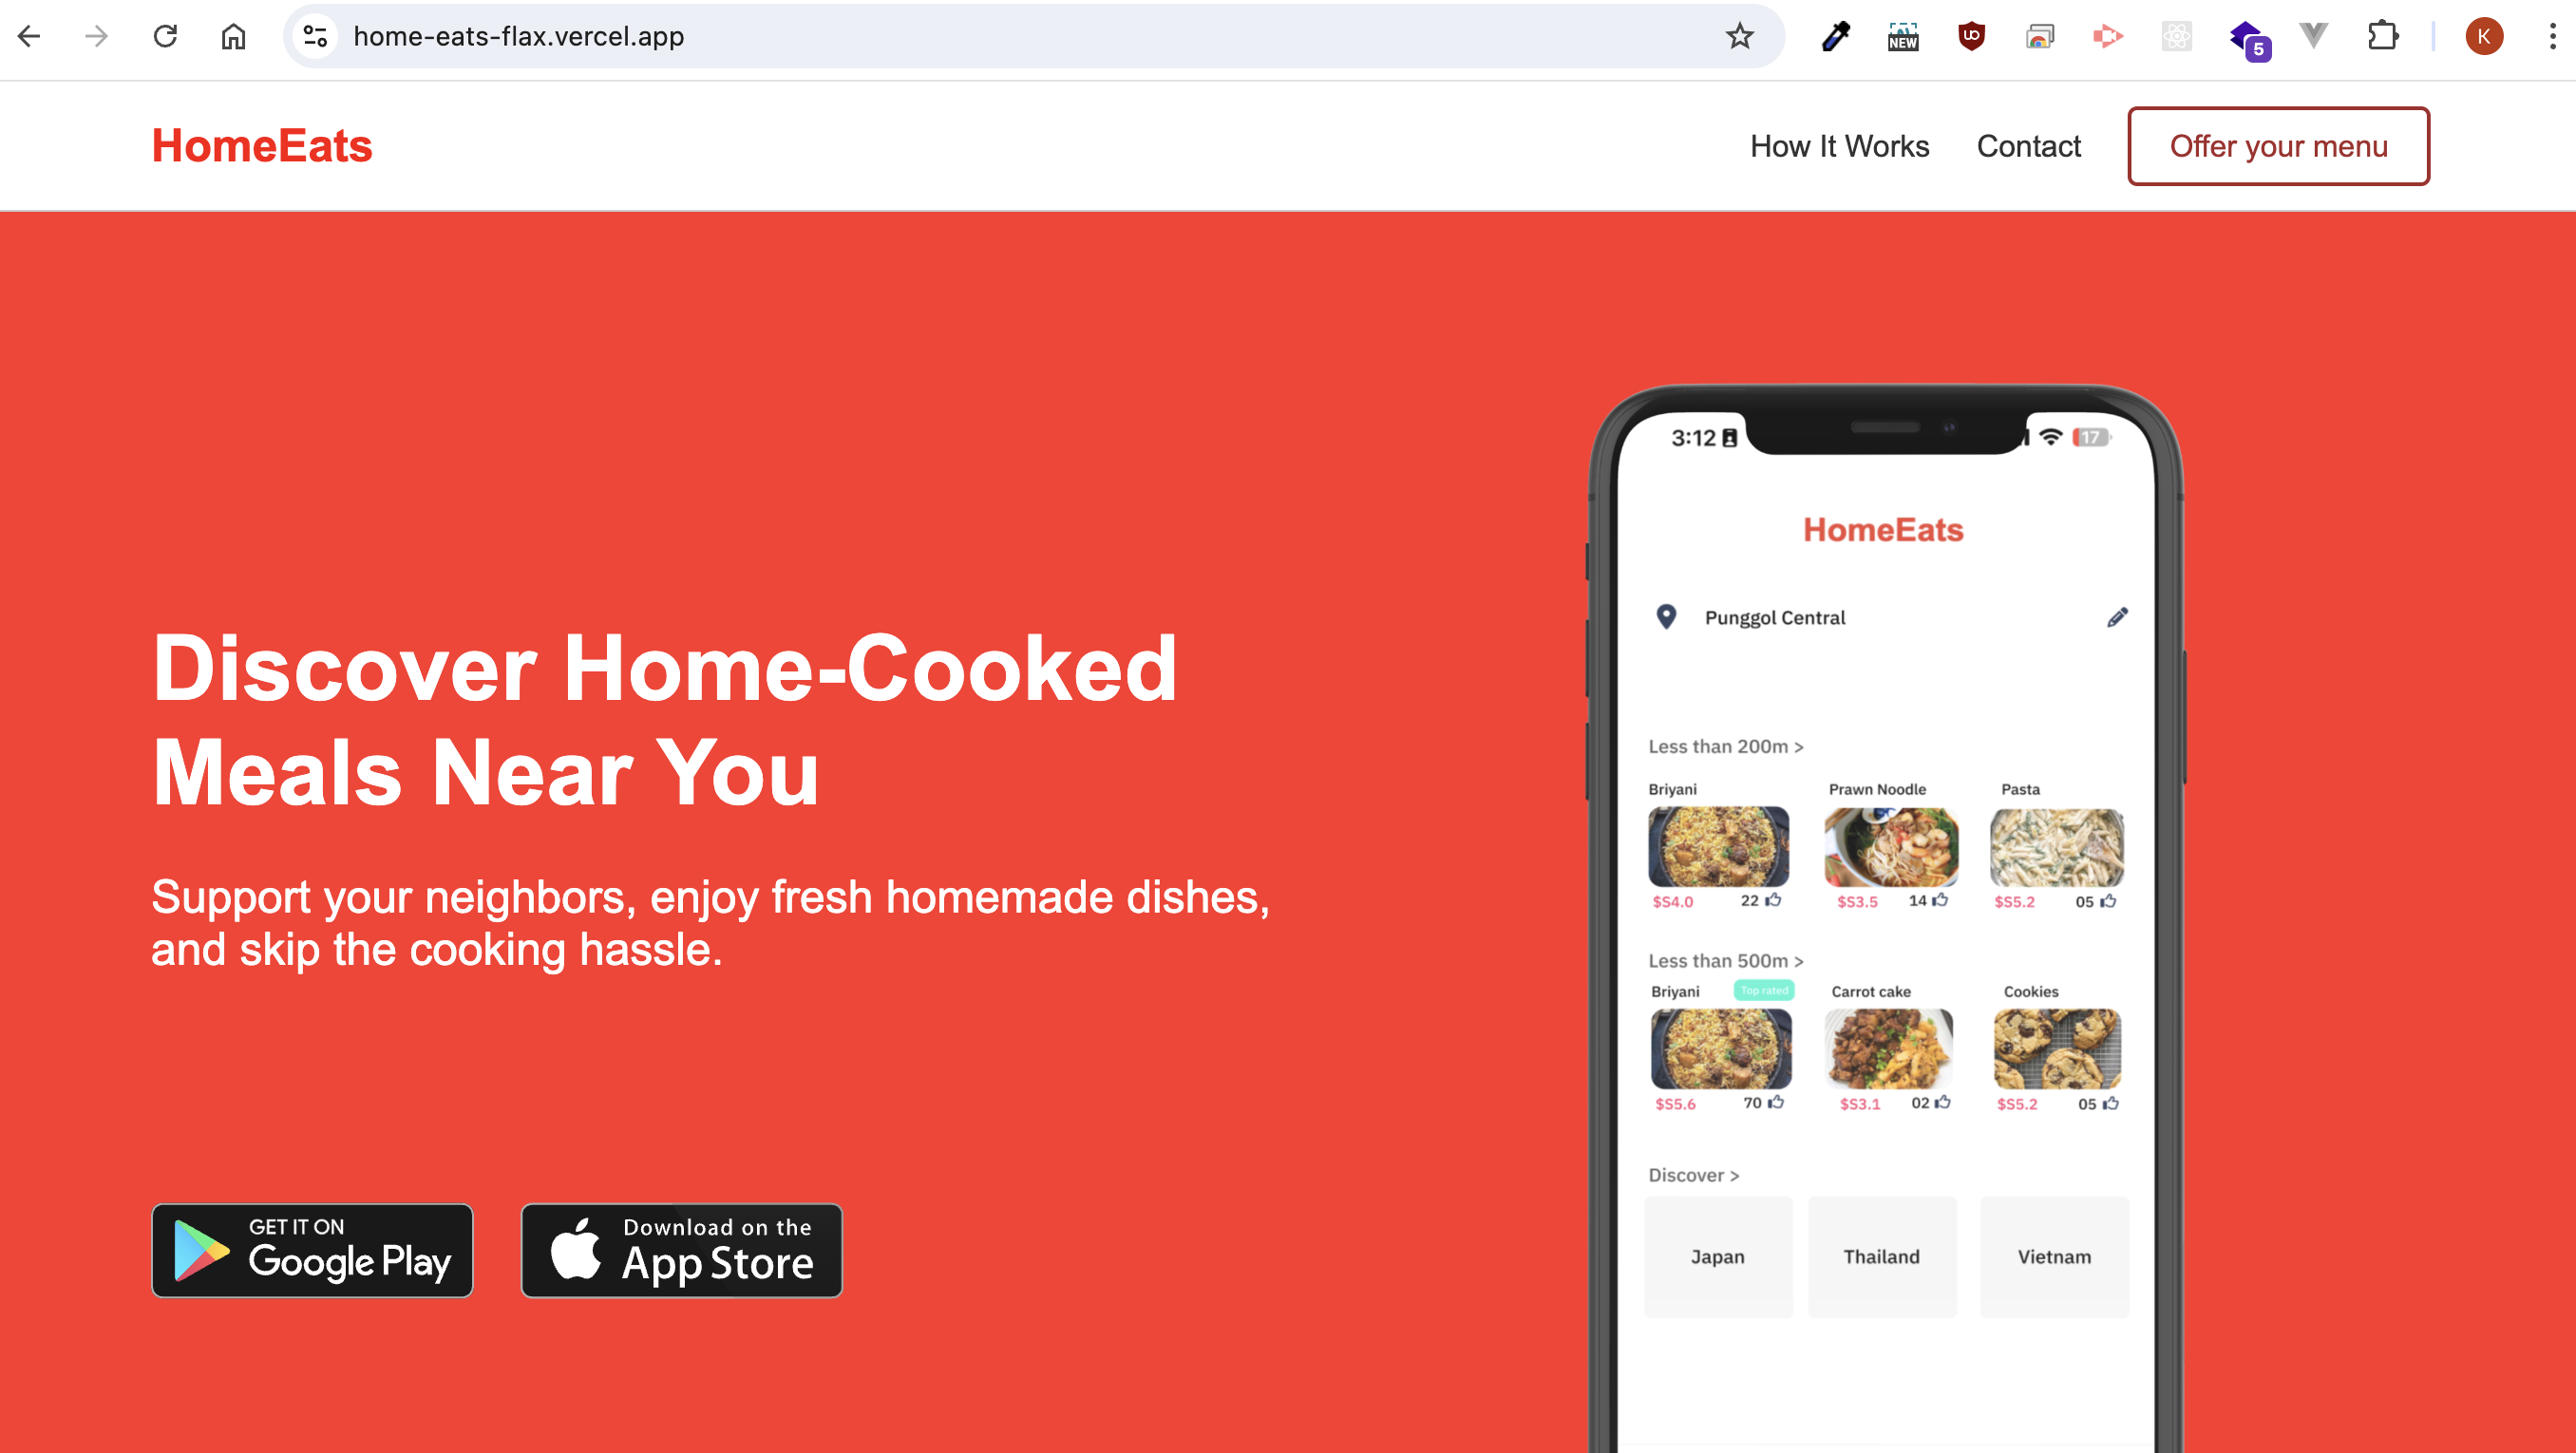 home-eats-flax.vercel.app
NEW
5
K
HomeEats
How It Works
Contact
Offer your menu
Discover Home-Cooked
Meals Near You
Support your neighbors, enjoy fresh homemade dishes,
and skip the cooking hassle.
GET IT ON
Google Play
Download on the
App Store
3:12
17
HomeEats
Punggol Central
Less than 200m >
Briyani
Prawn Noodle
Pasta
$S4.0
22
$S3.5
14
$S5.2
05
Less than 500m >
Briyani
Top rated
Carrot cake
Cookies
$S5.6
70
$S3.1
02
$S5.2
05
Discover >
Japan
Thailand
Vietnam